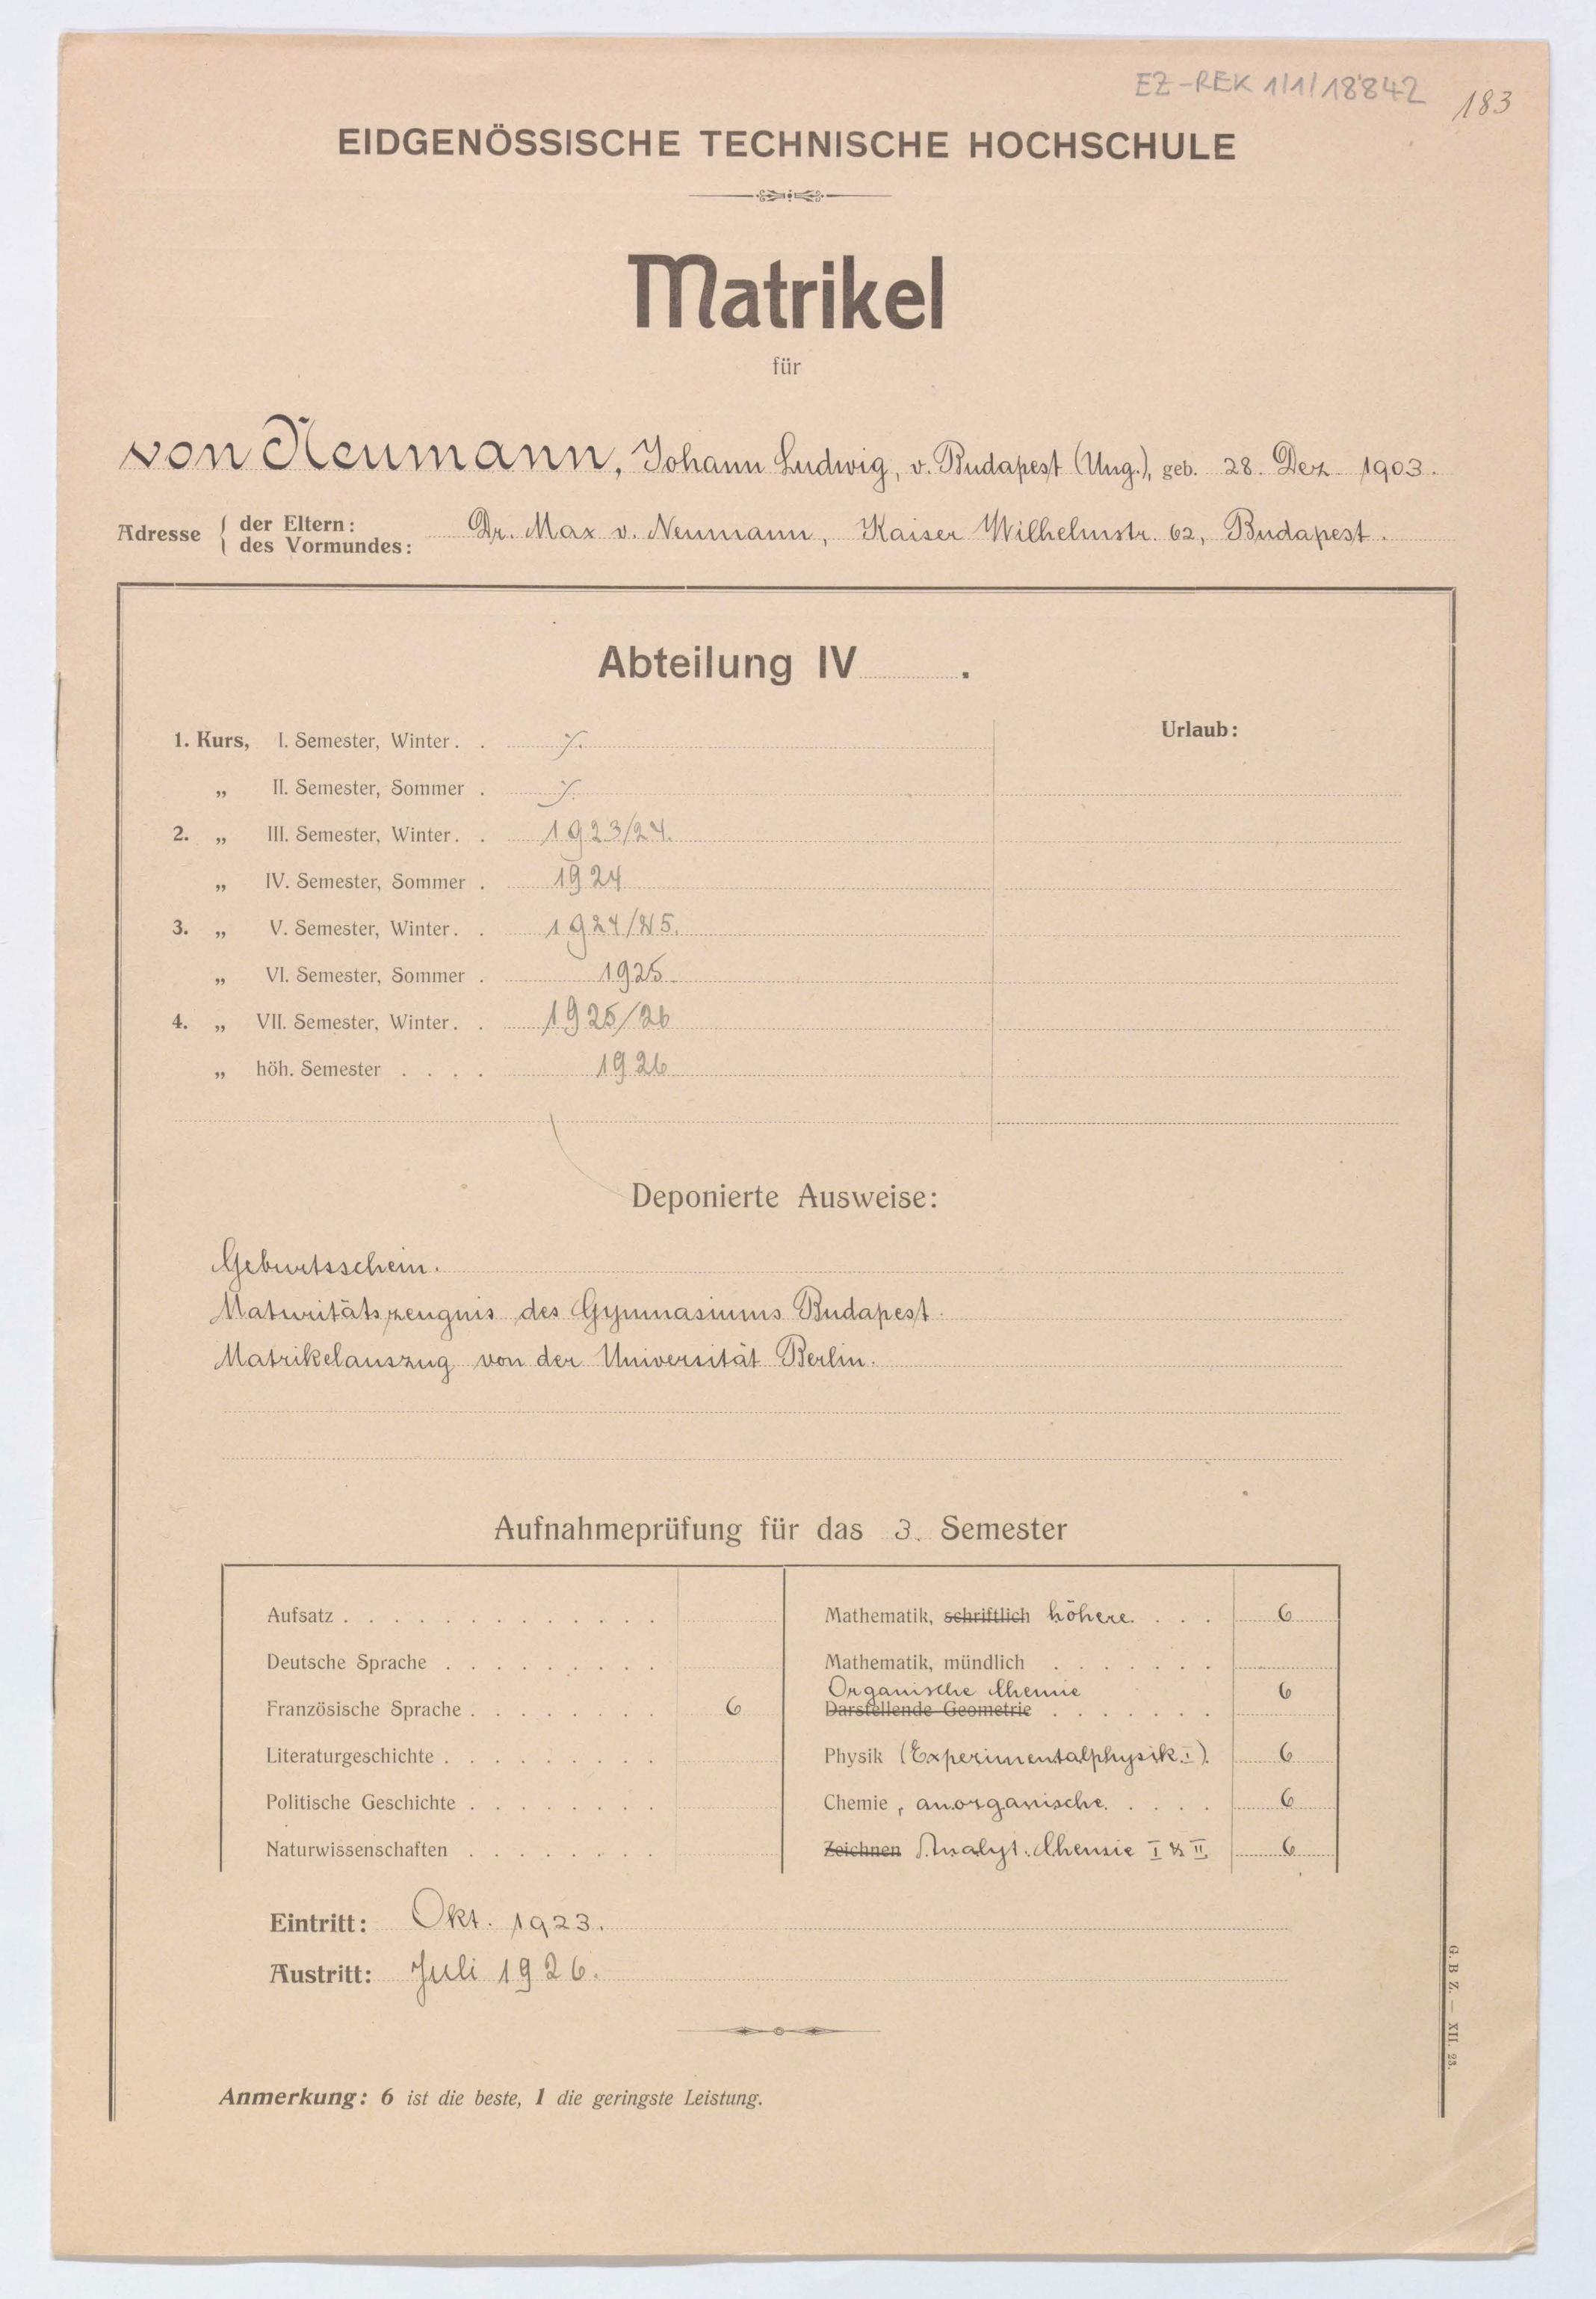 EZ-REK 1/1/18'842
183
EIDGENÖSSISCHE TECHNISCHE HOCHSCHULE
Matrikel
für
von Neumann, Johann Ludwig, v. Budapest (Ung.), geb. 28. Dez. 1903.
Adresse { der Eltern: des Vormundes: Dr. Max v. Neumann, Kaiser Wilhelmstr. 62, Budapest.
Abteilung IV .
Urlaub:
1. Kurs, I. Semester, Winter . . ./.
„ II. Semester, Sommer . ./.
2. „ III. Semester, Winter . . 1923/24.
„ IV. Semester, Sommer . 1924
3. „ V. Semester, Winter . . 1924/25.
„ VI. Semester, Sommer . 1925.
4. „ VII. Semester, Winter . . 1925/26
„ höh. Semester . . . . 1926
Deponierte Ausweise:
Geburtsschein.
Maturitätszeugnis des Gymnasiums Budapest.
Matrikelauszug von der Universität Berlin.
Aufnahmeprüfung für das 3. Semester
Aufsatz
Deutsche Sprache
Französische Sprache 6
Literaturgeschichte
Politische Geschichte
Naturwissenschaften
Mathematik, schriftlich höhere 6
Mathematik, mündlich
Organische Chemie 6
Darstellende Geometrie
Physik (Experimentalphysik I) 6
Chemie, anorganische 6
Zeichnen Analyt. Chemie I & II 6
Eintritt: Okt. 1923.
Austritt: Juli 1926.
Anmerkung: 6 ist die beste, 1 die geringste Leistung.
G. B Z. — XII. 23.